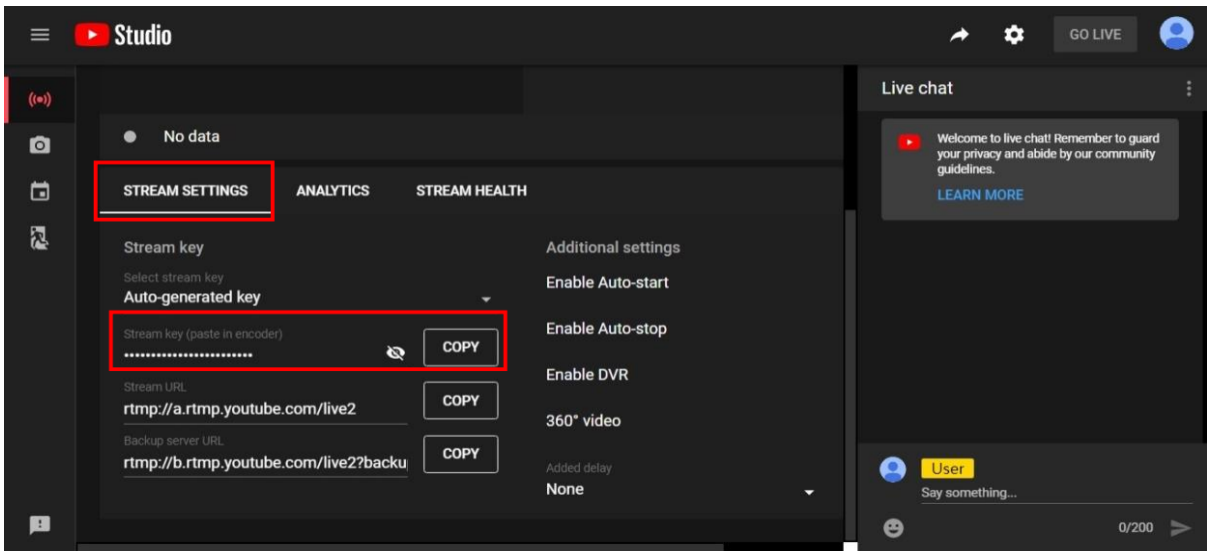 Studio
GO LIVE
No data
STREAM SETTINGS
ANALYTICS
STREAM HEALTH
Stream key
Select stream key
Auto-generated key
Stream key (paste in encoder)
••••••••••••••••••••••••
COPY
Stream URL
rtmp://a.rtmp.youtube.com/live2
COPY
Backup server URL
rtmp://b.rtmp.youtube.com/live2?backu
COPY
Additional settings
Enable Auto-start
Enable Auto-stop
Enable DVR
360° video
Added delay
None
Live chat
Welcome to live chat! Remember to guard
your privacy and abide by our community
guidelines.
LEARN MORE
User
Say something...
0/200